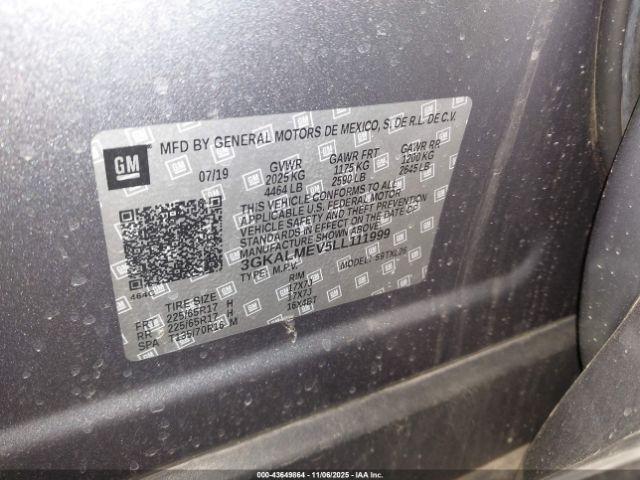 MFD BY GENERAL MOTORS DE MEXICO, S. DE R.L. DE C.V.
GM
07/19 GVWR GAWR FRT GAWR RR
2025 KG 1175 KG 1200 KG
4464 LB 2590 LB 2645 LB
THIS VEHICLE CONFORMS TO ALL
APPLICABLE U.S. FEDERAL MOTOR
VEHICLE SAFETY AND THEFT PREVENTION
STANDARDS IN EFFECT ON THE DATE OF
MANUFACTURE SHOWN ABOVE.
3GKALMEV5LL111999
TYPE: M.P.V.
TIRE SIZE RIM
FRT 225/65R17 H 17X7J
RR 225/65R17 H 17X7J
SPA T135/70R16 M 16X4BT
000-43649864 - 11/06/2025 - IAA Inc.